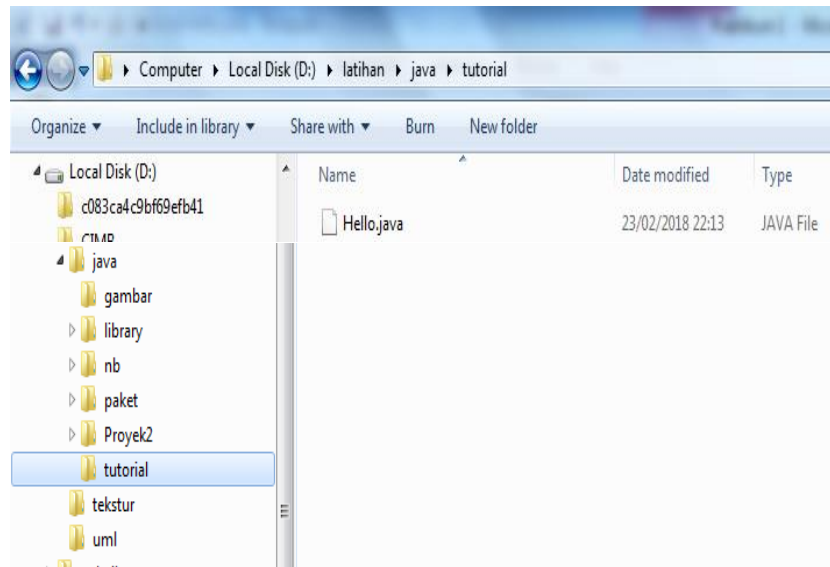 Computer Local Disk (D:) latihan java tutorial
Organize Include in library Share with Burn New folder
Local Disk (D:)
c083ca4c9bf69efb41
java
gambar
library
nb
paket
Proyek2
tutorial
tekstur
uml
Name Date modified Type
Hello.java 23/02/2018 22:13 JAVA File